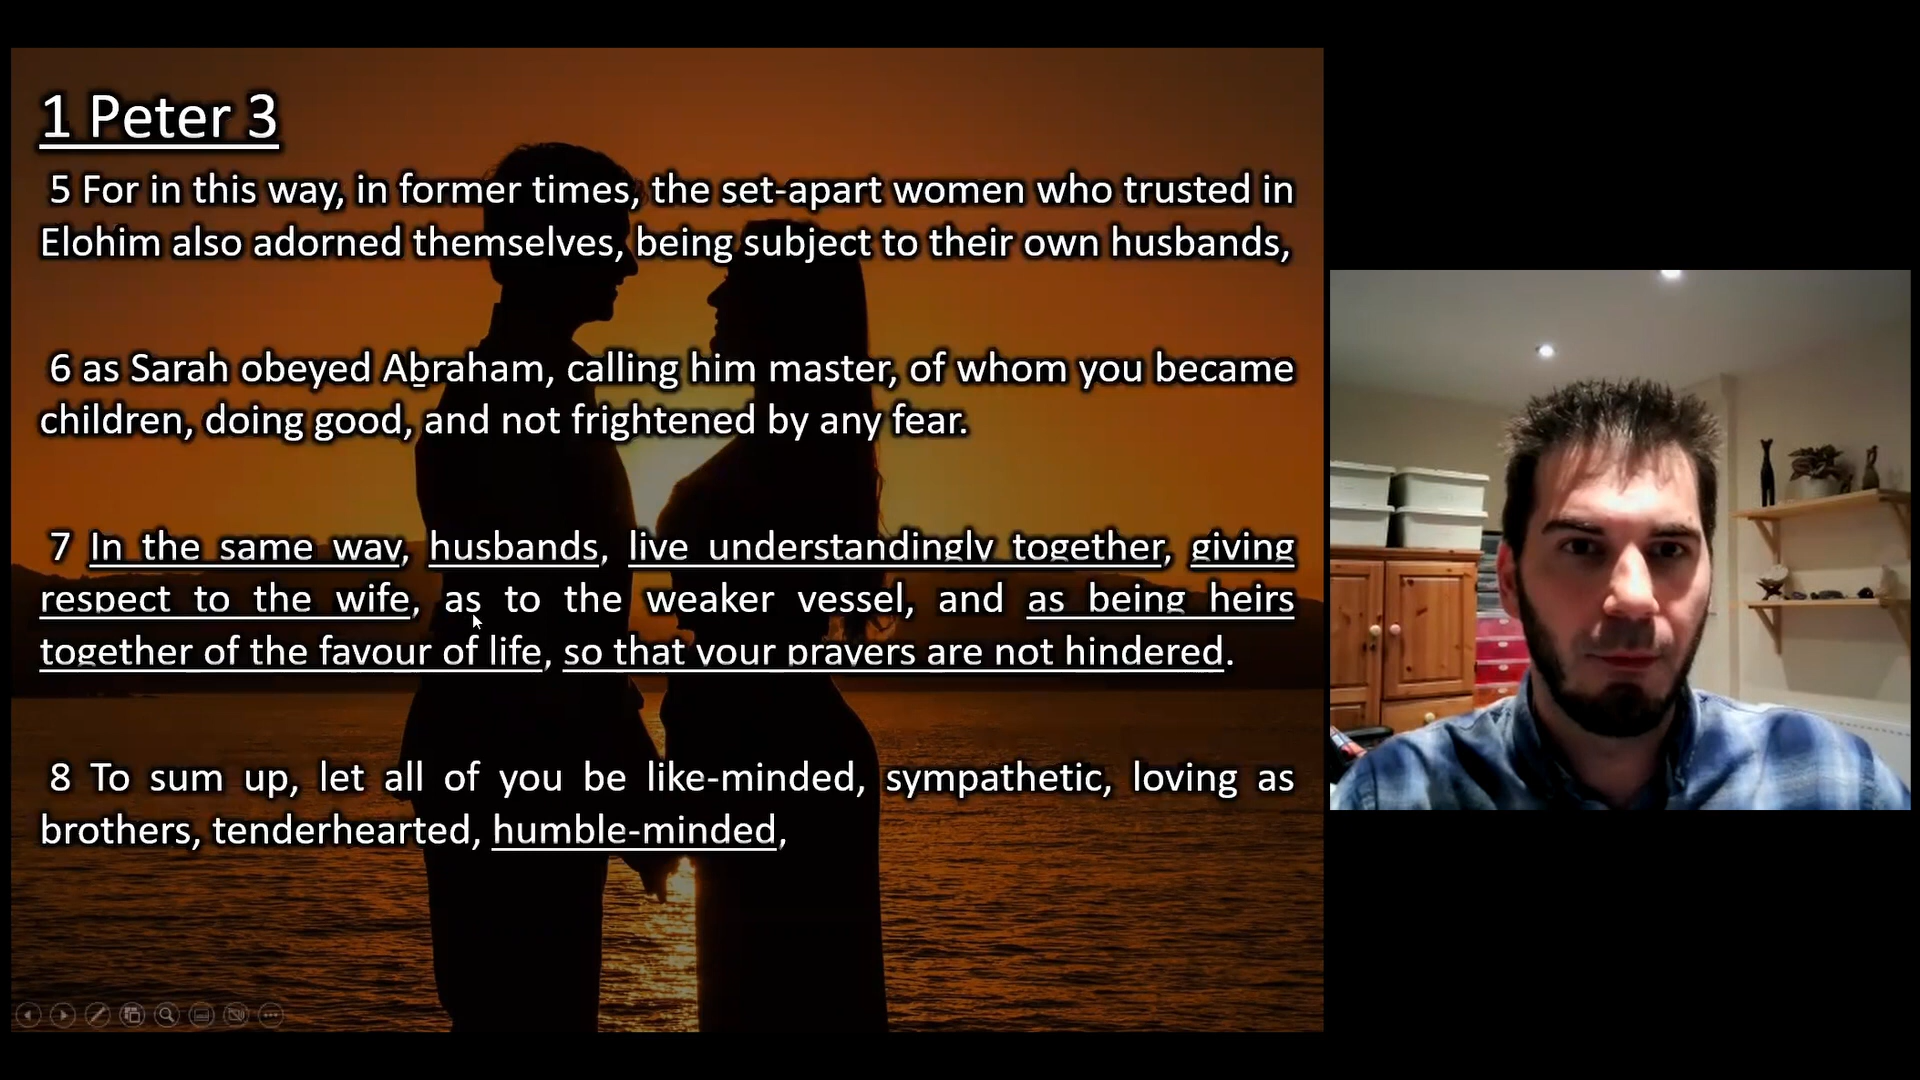 1 Peter 3
5 For in this way, in former times, the set-apart women who trusted in
Elohim also adorned themselves, being subject to their own husbands,
6 as Sarah obeyed Aḇraham, calling him master, of whom you became
children, doing good, and not frightened by any fear.
7 In the same way, husbands, live understandingly together, giving
respect to the wife, as to the weaker vessel, and as being heirs
together of the favour of life, so that your prayers are not hindered.
8 To sum up, let all of you be like-minded, sympathetic, loving as
brothers, tenderhearted, humble-minded,